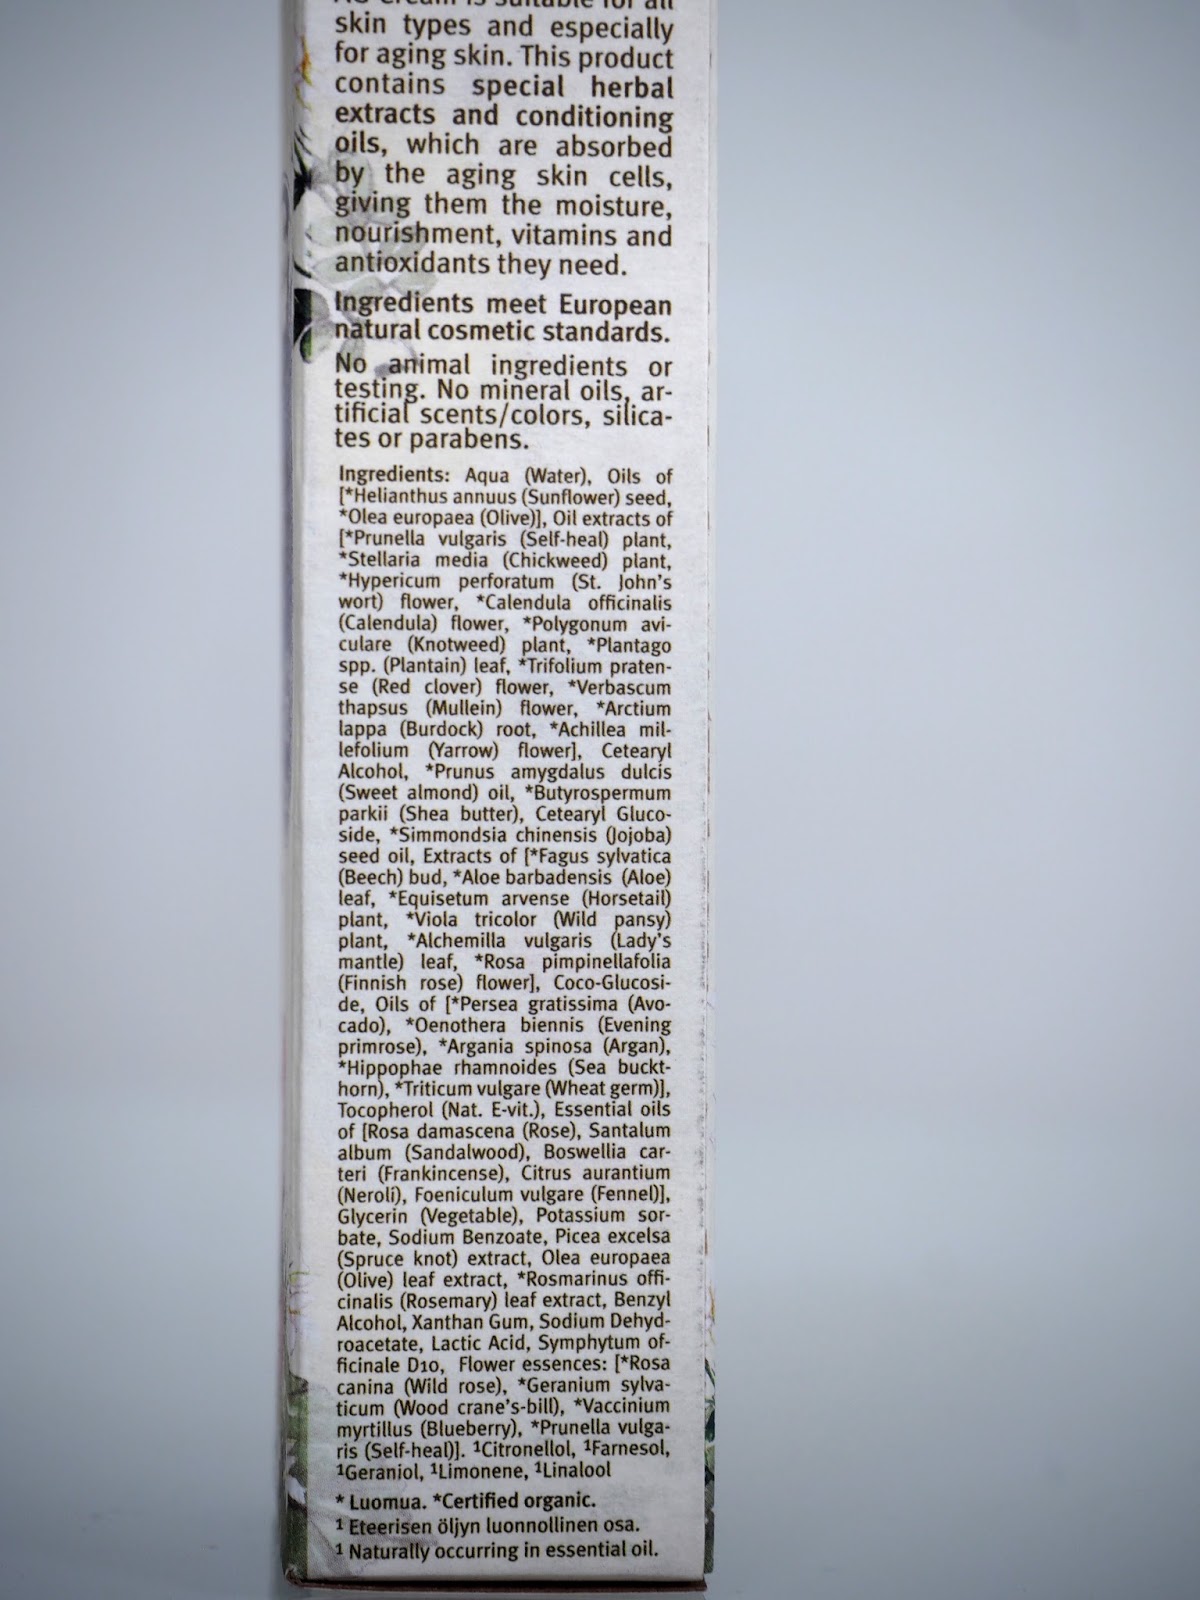 AG Cream is suitable for all
skin types and especially
for aging skin. This product
contains special herbal
extracts and conditioning
oils, which are absorbed
by the aging skin cells,
giving them the moisture,
nourishment, vitamins and
antioxidants they need.
Ingredients meet European
natural cosmetic standards.
No animal ingredients or
testing. No mineral oils, ar-
tificial scents/colors, silica-
tes or parabens.
Ingredients: Aqua (Water), Oils of
[*Helianthus annuus (Sunflower) seed,
*Olea europaea (Olive)], Oil extracts of
[*Prunella vulgaris (Self-heal) plant,
*Stellaria media (Chickweed) plant,
*Hypericum perforatum (St. John's
wort) flower, *Calendula officinalis
(Calendula) flower, *Polygonum avi-
culare (Knotweed) plant, *Plantago
spp. (Plantain) leaf, *Trifolium praten-
se (Red clover) flower, *Verbascum
thapsus (Mullein) flower, *Arctium
lappa (Burdock) root, *Achillea mil-
lefolium (Yarrow) flower], Cetearyl
Alcohol, *Prunus amygdalus dulcis
(Sweet almond) oil, *Butyrospermum
parkii (Shea butter), Cetearyl Gluco-
side, *Simmondsia chinensis (Jojoba)
seed oil, Extracts of [*Fagus sylvatica
(Beech) bud, *Aloe barbadensis (Aloe)
leaf, *Equisetum arvense (Horsetail)
plant, *Viola tricolor (Wild pansy)
plant, *Alchemilla vulgaris (Lady's
mantle) leaf, *Rosa pimpinellafolia
(Finnish rose) flower], Coco-Glucosi-
de, Oils of [*Persea gratissima (Avo-
cado), *Oenothera biennis (Evening
primrose), *Argania spinosa (Argan),
*Hippophae rhamnoides (Sea buckt-
horn), *Triticum vulgare (Wheat germ)],
Tocopherol (Nat. E-vit.), Essential oils
of [Rosa damascena (Rose), Santalum
album (Sandalwood), Boswellia car-
teri (Frankincense), Citrus aurantium
(Neroli), Foeniculum vulgare (Fennel)],
Glycerin (Vegetable), Potassium sor-
bate, Sodium Benzoate, Picea excelsa
(Spruce knot) extract, Olea europaea
(Olive) leaf extract, *Rosmarinus offi-
cinalis (Rosemary) leaf extract, Benzyl
Alcohol, Xanthan Gum, Sodium Dehyd-
roacetate, Lactic Acid, Symphytum of-
ficinale D10, Flower essences: [*Rosa
canina (Wild rose), *Geranium sylva-
ticum (Wood crane's-bill), *Vaccinium
myrtillus (Blueberry), *Prunella vulga-
ris (Self-heal)]. ¹Citronellol, ¹Farnesol,
¹Geraniol, ¹Limonene, ¹Linalool
* Luomua. *Certified organic.
¹ Eteerisen öljyn luonnollinen osa.
¹ Naturally occurring in essential oil.